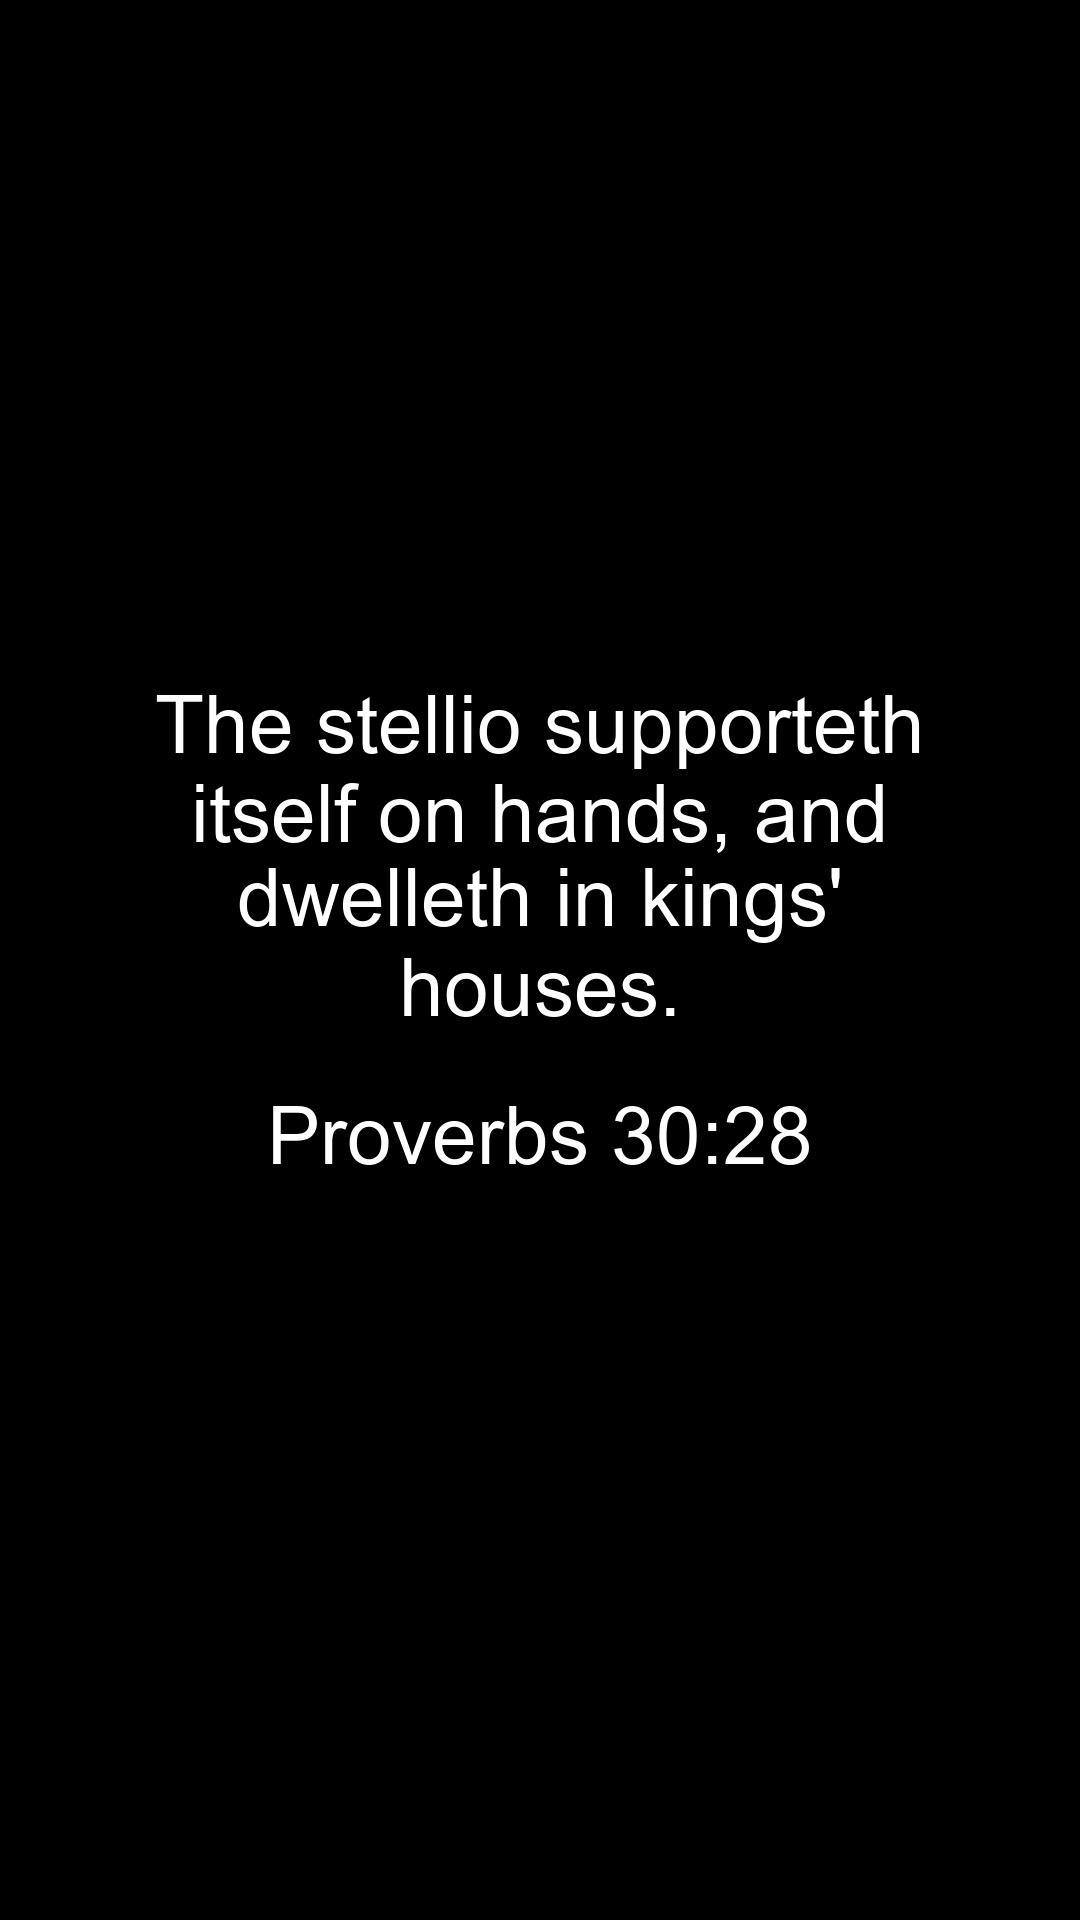 The stellio supporteth
itself on hands, and
dwelleth in kings'
houses.
Proverbs 30:28